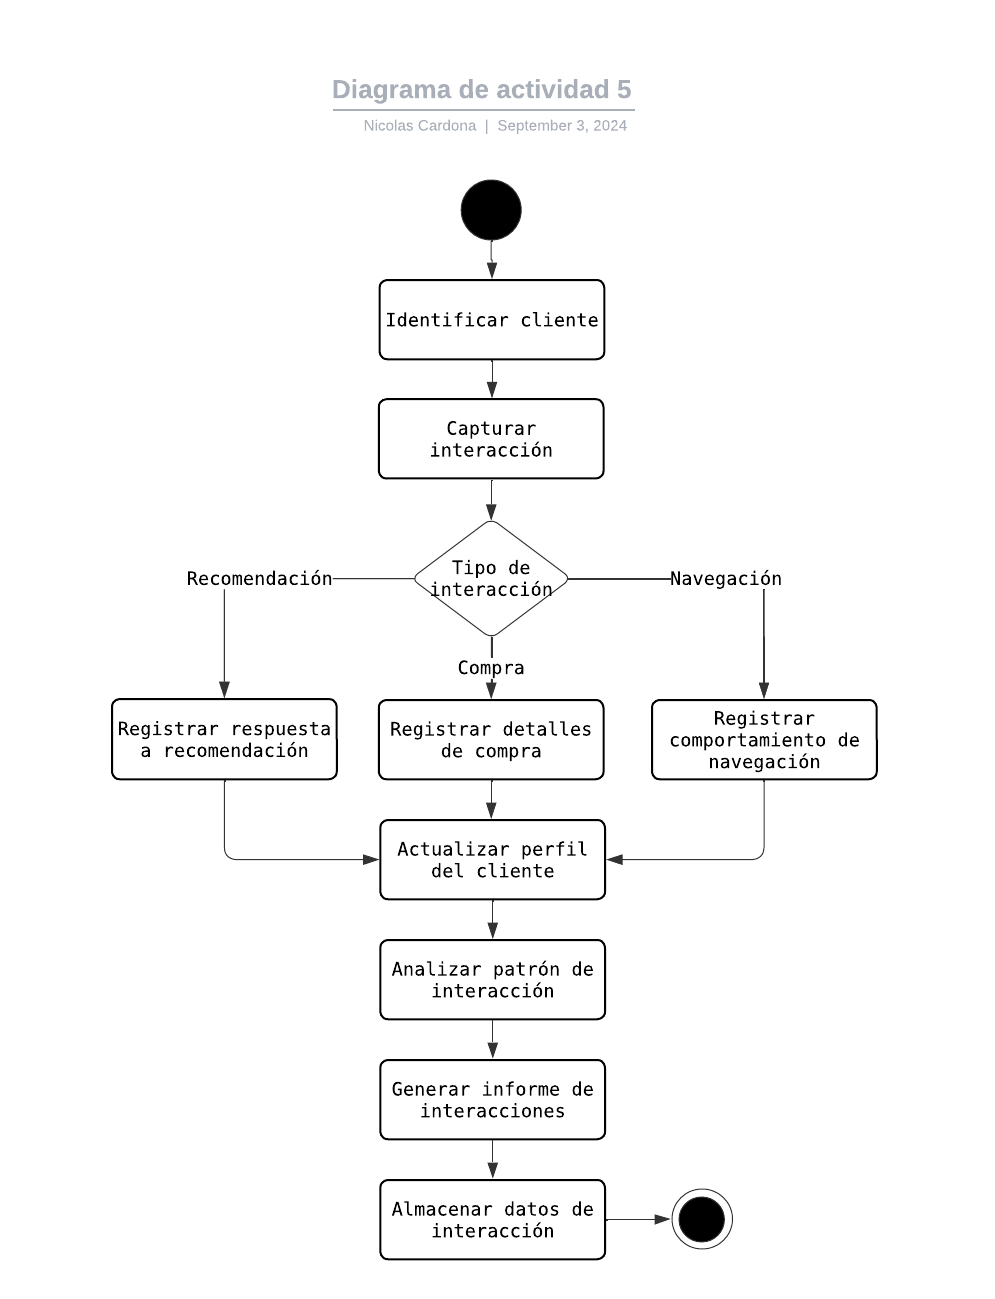 Diagrama de actividad 5
Nicolas Cardona | September 3, 2024
Identificar cliente
Capturar
interacción
Tipo de
interacción
Recomendación
Navegación
Compra
Registrar respuesta
a recomendación
Registrar detalles
de compra
Registrar
comportamiento de
navegación
Actualizar perfil
del cliente
Analizar patrón de
interacción
Generar informe de
interacciones
Almacenar datos de
interacción